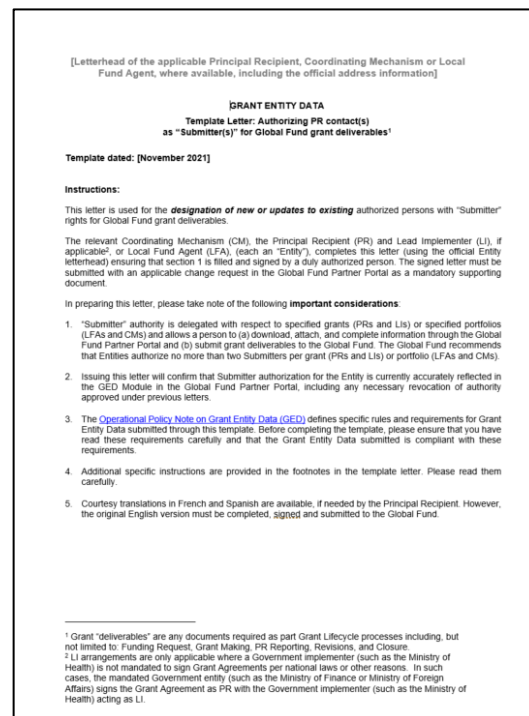 [Letterhead of the applicable Principal Recipient, Coordinating Mechanism or Local
Fund Agent, where available, including the official address information]
GRANT ENTITY DATA
Template Letter: Authorizing PR contact(s)
as “Submitter(s)” for Global Fund grant deliverables¹
Template dated: [November 2021]
Instructions:
This letter is used for the designation of new or updates to existing authorized persons with “Submitter”
rights for Global Fund grant deliverables.
The relevant Coordinating Mechanism (CM), the Principal Recipient (PR) and Lead Implementer (LI), if
applicable², or Local Fund Agent (LFA), (each an “Entity”), completes this letter (using the official Entity
letterhead) ensuring that section 1 is filled and signed by a duly authorized person. The signed letter must be
submitted with an applicable change request in the Global Fund Partner Portal as a mandatory supporting
document.
In preparing this letter, please take note of the following important considerations:
1. “Submitter” authority is delegated with respect to specified grants (PRs and LIs) or specified portfolios
(LFAs and CMs) and allows a person to (a) download, attach, and complete information through the Global
Fund Partner Portal and (b) submit grant deliverables to the Global Fund. The Global Fund recommends
that Entities authorize no more than two Submitters per grant (PRs and LIs) or portfolio (LFAs and CMs).
2. Issuing this letter will confirm that Submitter authorization for the Entity is currently accurately reflected in
the GED Module in the Global Fund Partner Portal, including any necessary revocation of authority
approved under previous letters.
3. The Operational Policy Note on Grant Entity Data (GED) defines specific rules and requirements for Grant
Entity Data submitted through this template. Before completing the template, please ensure that you have
read these requirements carefully and that the Grant Entity Data submitted is compliant with these
requirements.
4. Additional specific instructions are provided in the footnotes in the template letter. Please read them
carefully.
5. Courtesy translations in French and Spanish are available, if needed by the Principal Recipient. However,
the original English version must be completed, signed and submitted to the Global Fund.
¹ Grant “deliverables” are any documents required as part Grant Lifecycle processes including, but
not limited to: Funding Request, Grant Making, PR Reporting, Revisions, and Closure.
² LI arrangements are only applicable where a Government implementer (such as the Ministry of
Health) is not mandated to sign Grant Agreements per national laws or other reasons. In such
cases, the mandated Government entity (such as the Ministry of Finance or Ministry of Foreign
Affairs) signs the Grant Agreement as PR with the Government implementer (such as the Ministry of
Health) acting as LI.